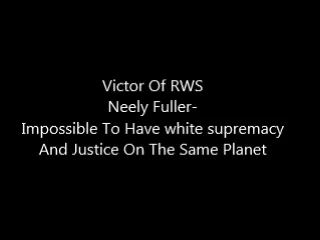 Victor Of RWS
Neely Fuller-
Impossible To Have white supremacy
And Justice On The Same Planet